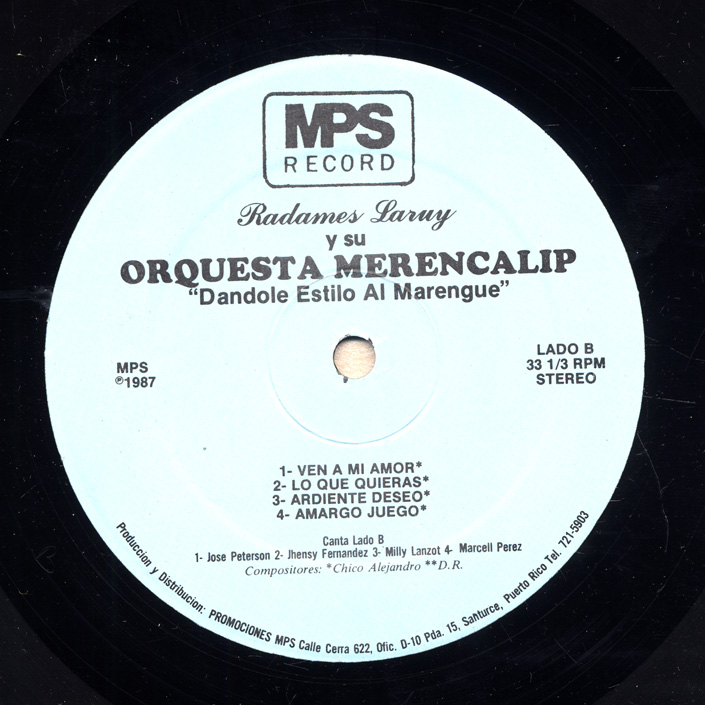 MPS
RECORD
Radames Laruy
y su
ORQUESTA MERENCALIP
"Dandole Estilo Al Marengue"
MPS
℗1987
LADO B
33 1/3 RPM
STEREO
1- VEN A MI AMOR*
2- LO QUE QUIERAS*
3- ARDIENTE DESEO*
4- AMARGO JUEGO*
Canta Lado B
1- Jose Peterson 2- Jhensy Fernandez 3- Milly Lanzot 4- Marcell Perez
Compositores: *Chico Alejandro **D.R.
Produccion y Distribucion: PROMOCIONES MPS Calle Cerra 622, Ofic. D-10 Pda. 15, Santurce, Puerto Rico Tel. 721-5903